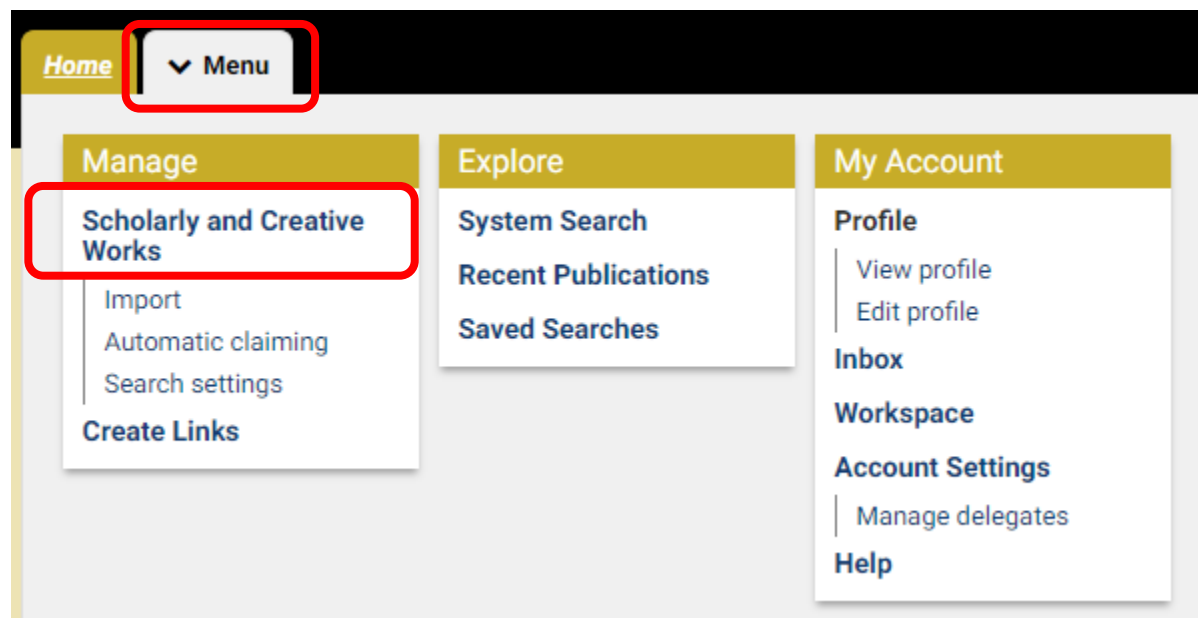 Home
Menu
Manage
Scholarly and Creative
Works
Import
Automatic claiming
Search settings
Create Links
Explore
System Search
Recent Publications
Saved Searches
My Account
Profile
View profile
Edit profile
Inbox
Workspace
Account Settings
Manage delegates
Help